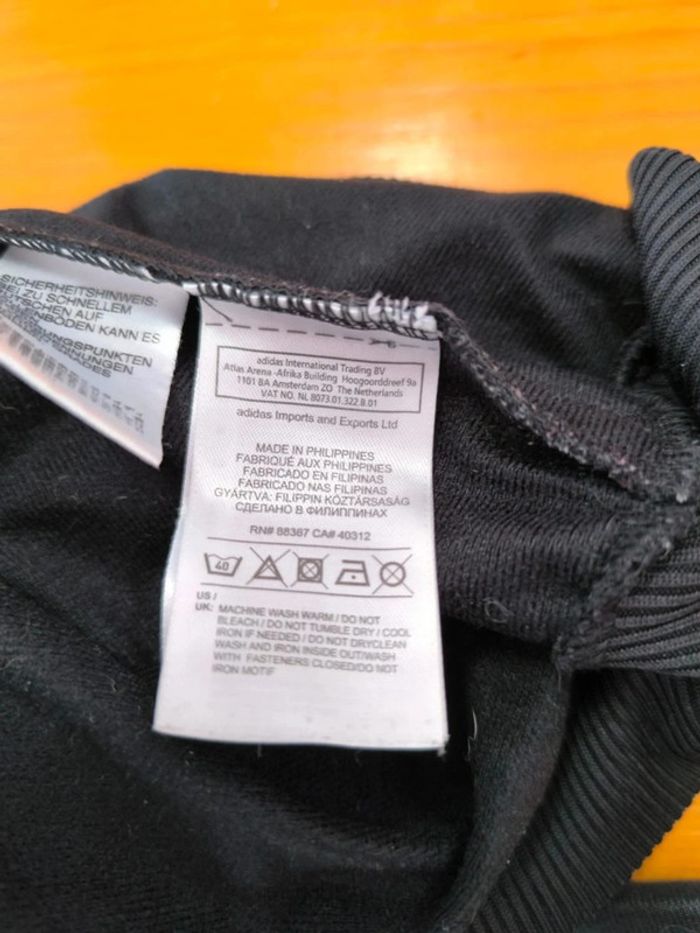 SICHERHEITSHINWEIS:
BEI ZU SCHNELLEM
AUF
BÖDEN KANN ES
adidas International Trading BV
Atlas Arena -Afrika Building Hoogoorddreef 9a
1101 BA Amsterdam ZO The Netherlands
VAT NO. NL 8073.01.322.B.01
adidas Imports and Exports Ltd
MADE IN PHILIPPINES
FABRIQUÉ AUX PHILIPPINES
FABRICADO EN FILIPINAS
FABRICADO NAS FILIPINAS
GYÁRTVA: FILIPPIN KÖZTÁRSASÁG
СДЕЛАНО В ФИЛИППИНАХ
RN# 88387 CA# 40312
40
US /
UK: MACHINE WASH WARM / DO NOT
BLEACH / DO NOT TUMBLE DRY / COOL
IRON IF NEEDED / DO NOT DRYCLEAN
WASH AND IRON INSIDE OUT/WASH
WITH FASTENERS CLOSED/DO NOT
IRON MOTIF